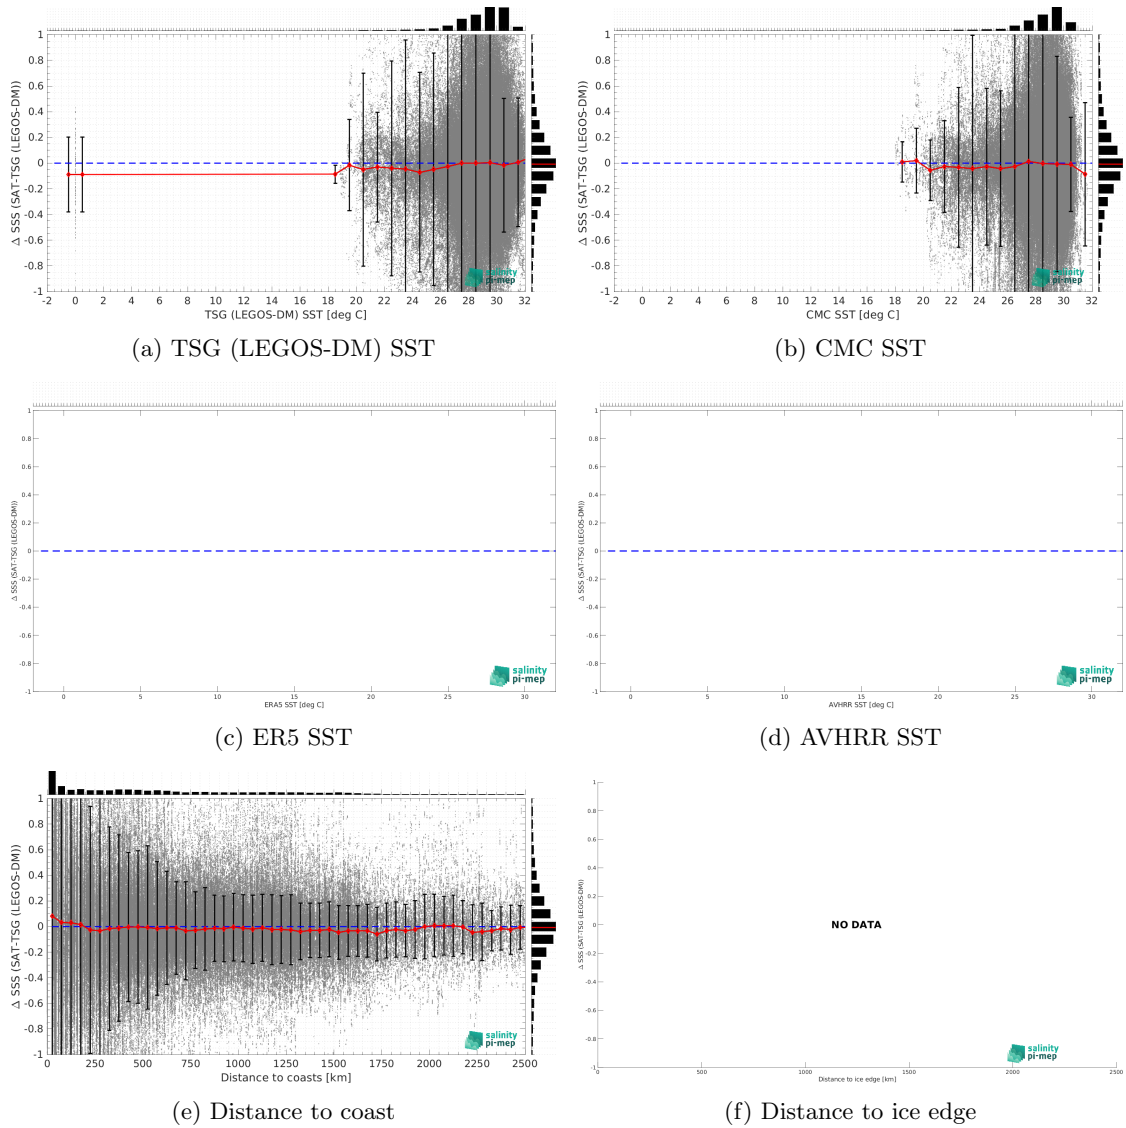 1
0.8
0.6
0.4
0.2
0
-0.2
-0.4
-0.6
-0.8
-1
Δ SSS (SAT-TSG (LEGOS-DM))
-2 0 2 4 6 8 10 12 14 16 18 20 22 24 26 28 30 32
TSG (LEGOS-DM) SST [deg C]
salinity
pi-mep
(a) TSG (LEGOS-DM) SST
1
0.8
0.6
0.4
0.2
0
-0.2
-0.4
-0.6
-0.8
-1
Δ SSS (SAT-TSG (LEGOS-DM))
-2 0 2 4 6 8 10 12 14 16 18 20 22 24 26 28 30 32
CMC SST [deg C]
salinity
pi-mep
(b) CMC SST
1
0.8
0.6
0.4
0.2
0
-0.2
-0.4
-0.6
-0.8
-1
Δ SSS (SAT-TSG (LEGOS-DM))
0 5 10 15 20 25 30
ERA5 SST [deg C]
salinity
pi-mep
(c) ER5 SST
1
0.8
0.6
0.4
0.2
0
-0.2
-0.4
-0.6
-0.8
-1
Δ SSS (SAT-TSG (LEGOS-DM))
0 5 10 15 20 25 30
AVHRR SST [deg C]
salinity
pi-mep
(d) AVHRR SST
1
0.8
0.6
0.4
0.2
0
-0.2
-0.4
-0.6
-0.8
-1
Δ SSS (SAT-TSG (LEGOS-DM))
0 250 500 750 1000 1250 1500 1750 2000 2250 2500
Distance to coasts [km]
salinity
pi-mep
(e) Distance to coast
1
0.8
0.6
0.4
0.2
0
-0.2
-0.4
-0.6
-0.8
-1
Δ SSS (SAT-TSG (LEGOS-DM))
NO DATA
0 500 1000 1500 2000 2500
Distance to ice edge [km]
salinity
pi-mep
(f) Distance to ice edge